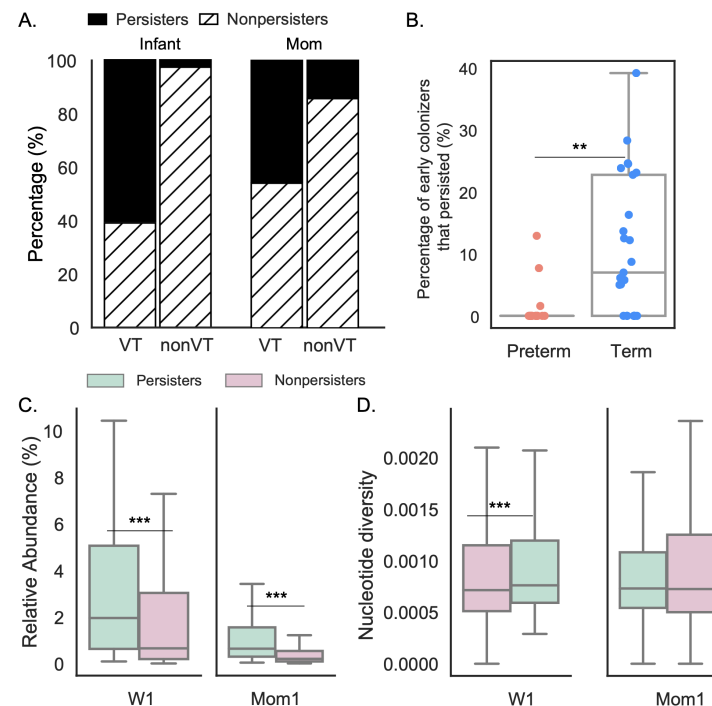 A.
Persisters Nonpersisters
Infant Mom
Percentage (%)
100
80
60
40
20
0
VT nonVT VT nonVT
B.
Percentage of early colonizers
that persisted (%)
40
30
20
10
0
**
Preterm Term
Persisters Nonpersisters
C.
Relative Abundance (%)
10
8
6
4
2
0
***
***
W1 Mom1
D.
Nucleotide diversity
0.0020
0.0015
0.0010
0.0005
0.0000
***
W1 Mom1